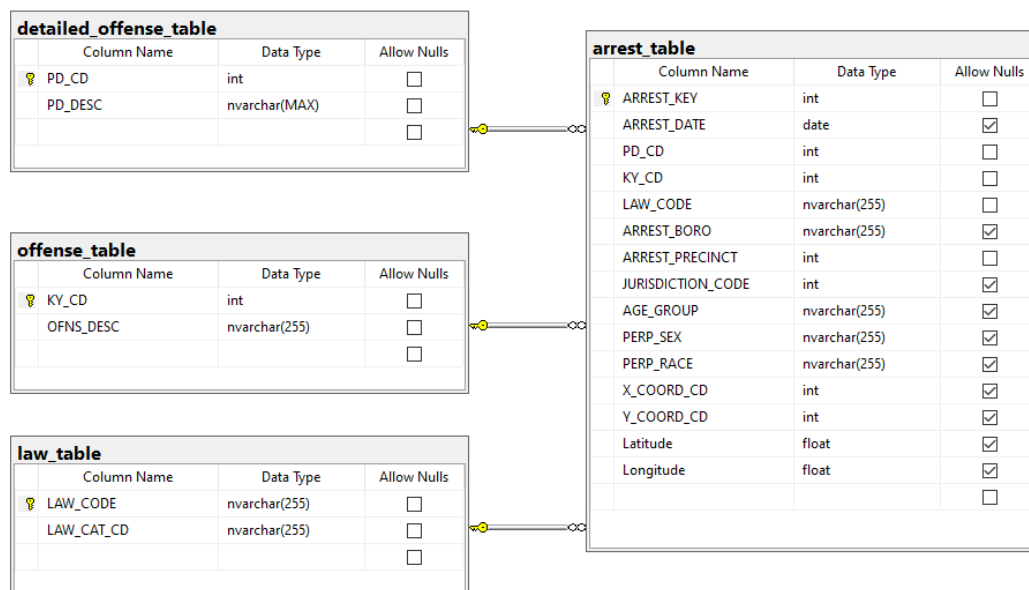 detailed_offense_table
Column Name Data Type Allow Nulls
PD_CD int
PD_DESC nvarchar(MAX)
offense_table
Column Name Data Type Allow Nulls
KY_CD int
OFNS_DESC nvarchar(255)
law_table
Column Name Data Type Allow Nulls
LAW_CODE nvarchar(255)
LAW_CAT_CD nvarchar(255)
arrest_table
Column Name Data Type Allow Nulls
ARREST_KEY int
ARREST_DATE date
PD_CD int
KY_CD int
LAW_CODE nvarchar(255)
ARREST_BORO nvarchar(255)
ARREST_PRECINCT int
JURISDICTION_CODE int
AGE_GROUP nvarchar(255)
PERP_SEX nvarchar(255)
PERP_RACE nvarchar(255)
X_COORD_CD int
Y_COORD_CD int
Latitude float
Longitude float